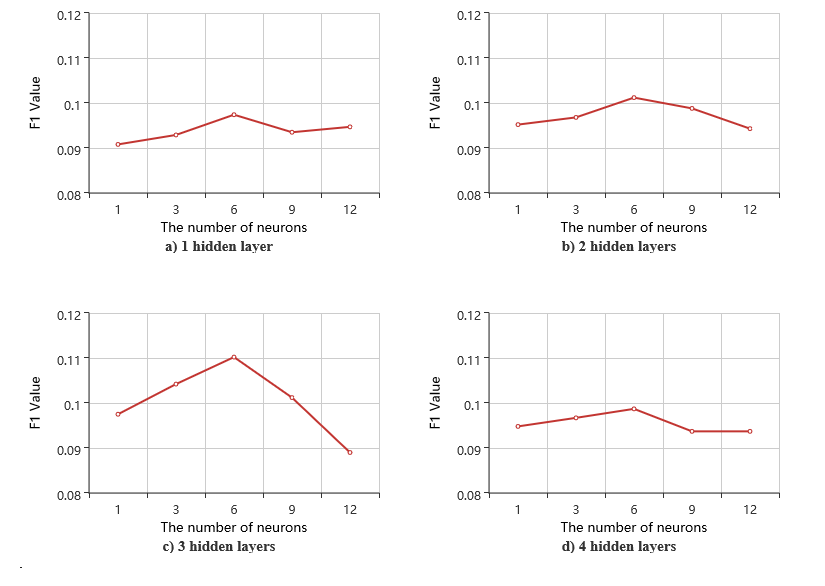 0.12
0.11
0.1
0.09
0.08
F1 Value
1 3 6 9 12
The number of neurons
a) 1 hidden layer
0.12
0.11
0.1
0.09
0.08
F1 Value
1 3 6 9 12
The number of neurons
b) 2 hidden layers
0.12
0.11
0.1
0.09
0.08
F1 Value
1 3 6 9 12
The number of neurons
c) 3 hidden layers
0.12
0.11
0.1
0.09
0.08
F1 Value
1 3 6 9 12
The number of neurons
d) 4 hidden layers